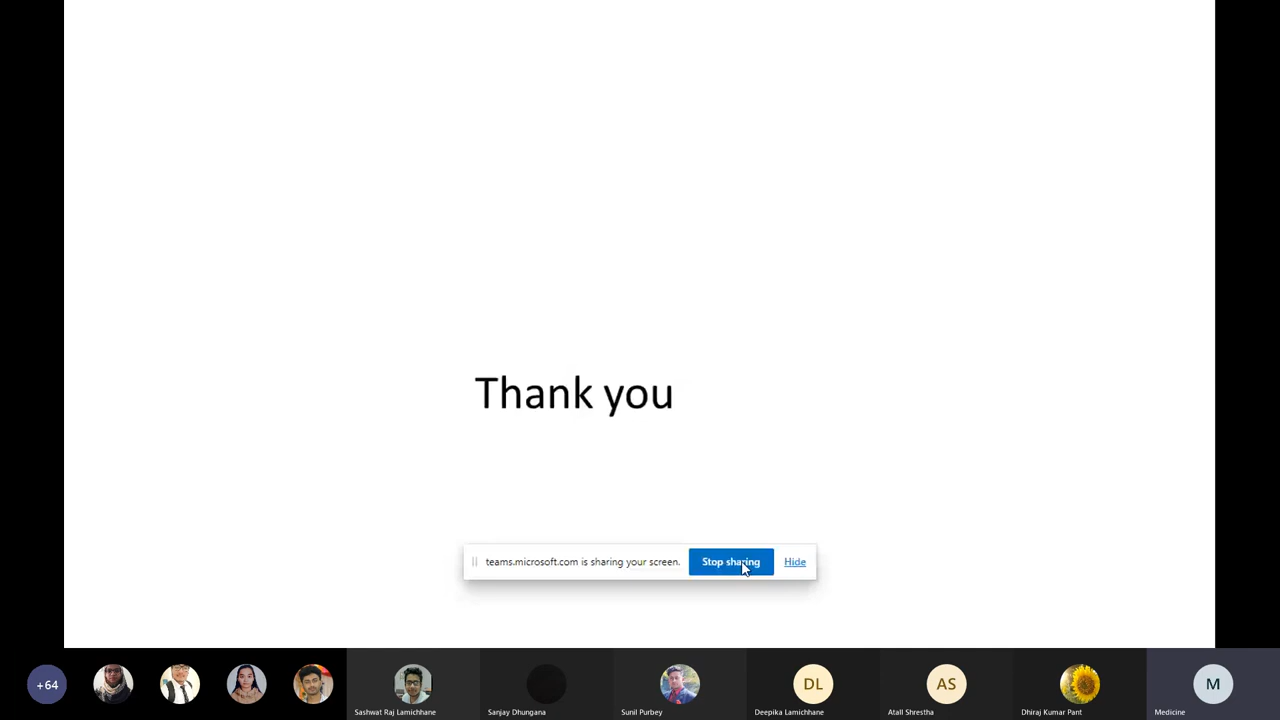 Thank you
teams.microsoft.com is sharing your screen. Stop sharing Hide
+64
Sashwat Raj Lamichhane
Sanjay Dhungana
Sunil Purbey
DL
Deepika Lamichhane
AS
Atall Shrestha
Dhiraj Kumar Pant
M
Medicine